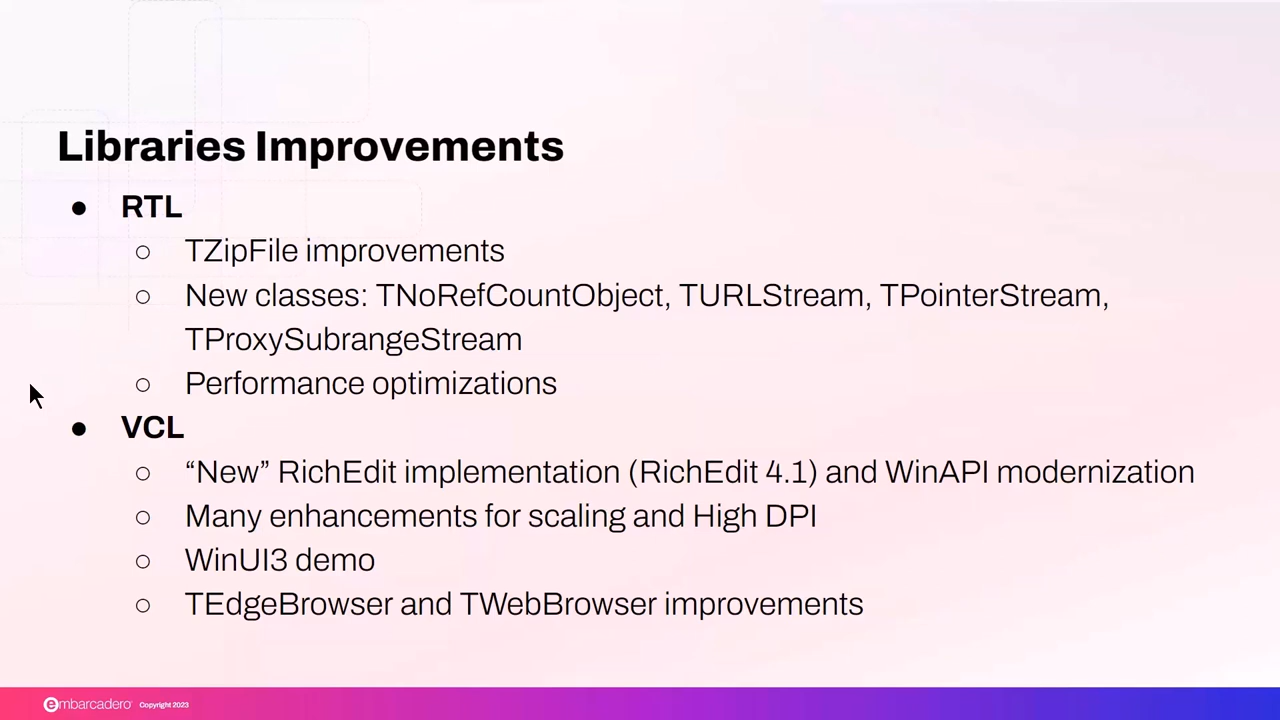 Libraries Improvements
● RTL
○ TZipFile improvements
○ New classes: TNoRefCountObject, TURLStream, TPointerStream,
TProxySubrangeStream
○ Performance optimizations
● VCL
○ “New” RichEdit implementation (RichEdit 4.1) and WinAPI modernization
○ Many enhancements for scaling and High DPI
○ WinUI3 demo
○ TEdgeBrowser and TWebBrowser improvements
embarcadero Copyright 2023